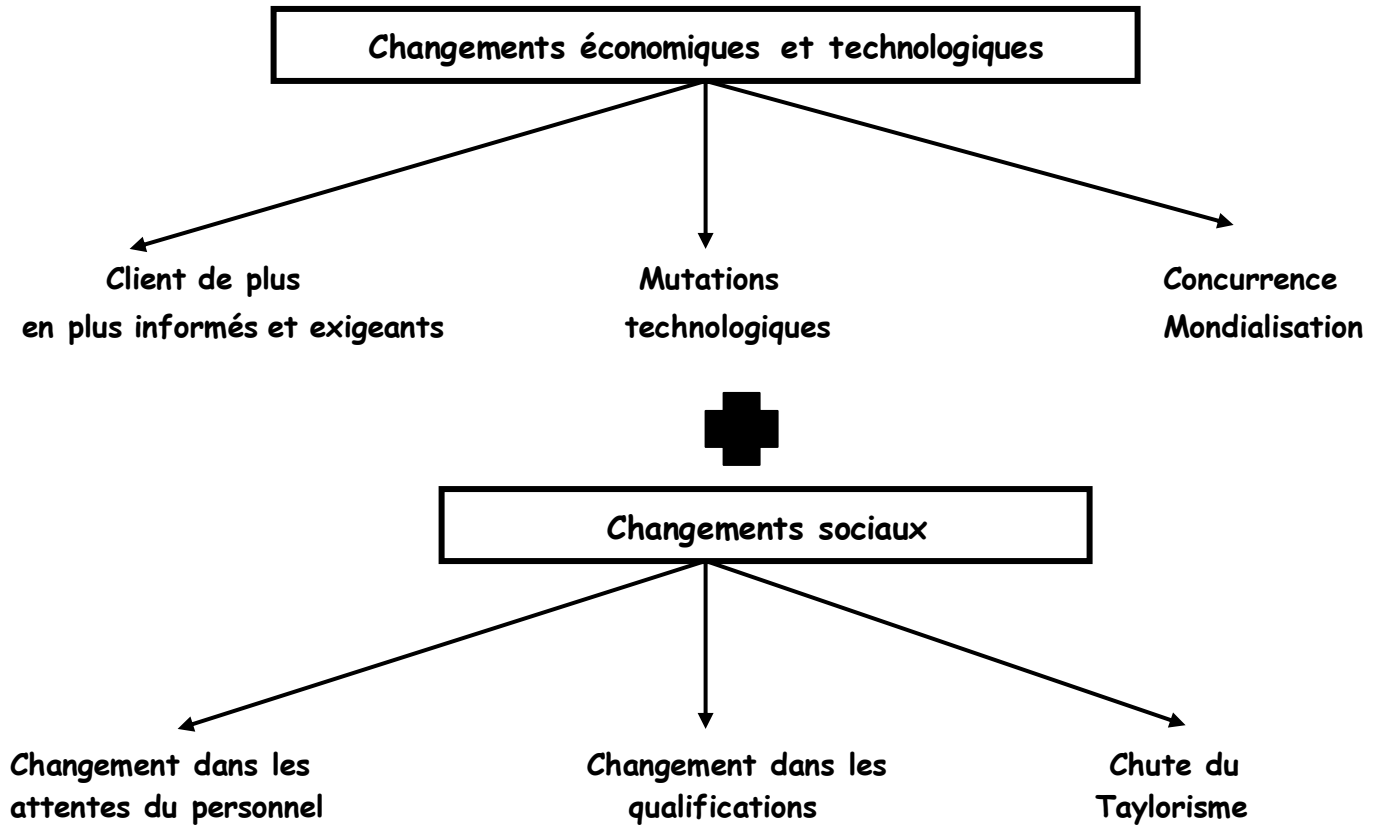 Changements économiques et technologiques
Client de plus
en plus informés et exigeants
Mutations
technologiques
Concurrence
Mondialisation
Changements sociaux
Changement dans les
attentes du personnel
Changement dans les
qualifications
Chute du
Taylorisme